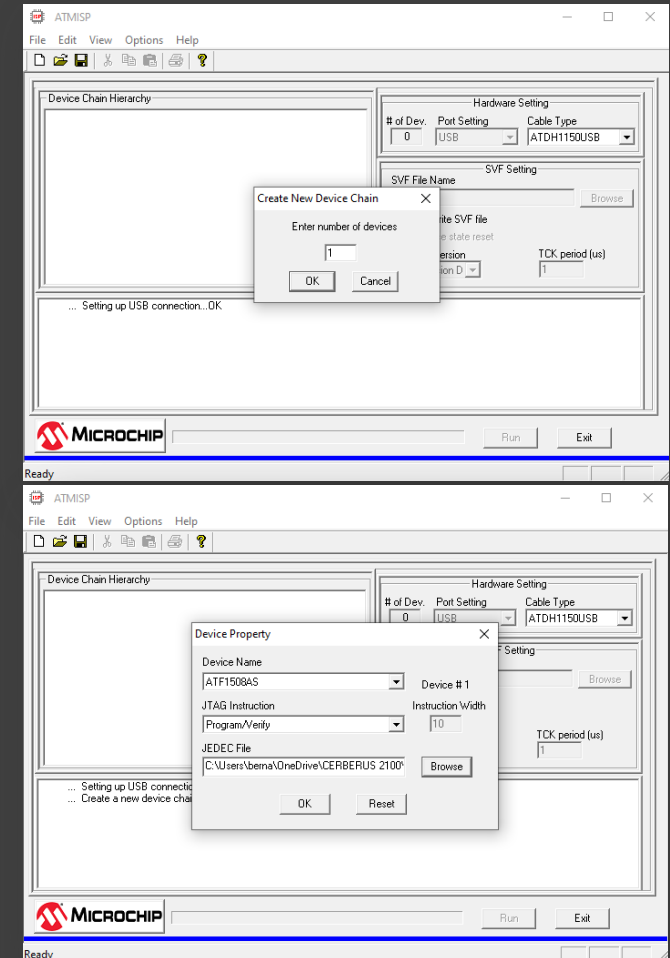 ATMISP
File Edit View Options Help
Device Chain Hierarchy
Hardware Setting
# of Dev. Port Setting Cable Type
0 USB ATDH1150USB
SVF Setting
SVF File Name
Browse
Create New Device Chain
Enter number of devices
1
OK Cancel
ite SVF file
e state reset
ersion TCK period (us)
ion D 1
... Setting up USB connection...OK
MICROCHIP
Run Exit
Ready
ATMISP
File Edit View Options Help
Device Chain Hierarchy
Hardware Setting
# of Dev. Port Setting Cable Type
0 USB ATDH1150USB
Setting
Browse
TCK period (us)
1
Device Property
Device Name
ATF1508AS Device # 1
JTAG Instruction Instruction Width
Program/Verify 10
JEDEC File
C:\Users\berna\OneDrive\CERBERUS 2100\ Browse
OK Reset
... Setting up USB connectic
... Create a new device chai
MICROCHIP
Run Exit
Ready